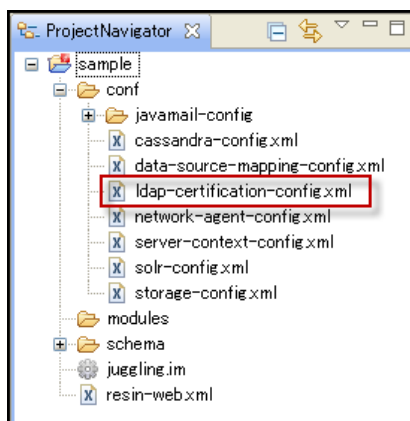 ProjectNavigator
sample
conf
javamail-config
cassandra-config.xml
data-source-mapping-config.xml
ldap-certification-config.xml
network-agent-config.xml
server-context-config.xml
solr-config.xml
storage-config.xml
modules
schema
juggling.im
resin-web.xml